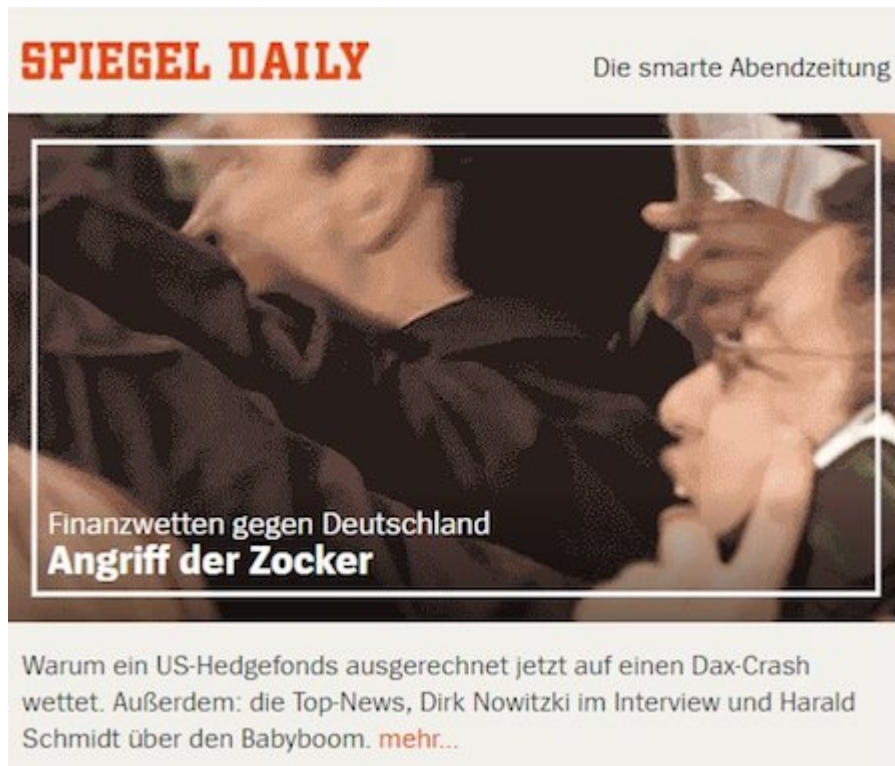 SPIEGEL DAILY
Die smarte Abendzeitung
Finanzwetten gegen Deutschland
Angriff der Zocker
Warum ein US-Hedgefonds ausgerechnet jetzt auf einen Dax-Crash
wettet. Außerdem: die Top-News, Dirk Nowitzki im Interview und Harald
Schmidt über den Babyboom. mehr...